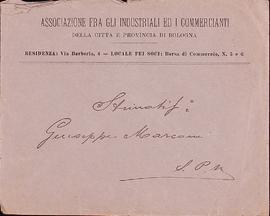 ASSOCIAZIONE FRA GLI INDUSTRIALI ED I COMMERCIANTI
DELLA CITTÀ E PROVINCIA DI BOLOGNA
RESIDENZA: Via Barberia, 4 — LOCALE PEI SOCI: Borsa di Commercio, N. 5 e 6
Stimatiss.º
Giuseppe Marconi
S. P. M.